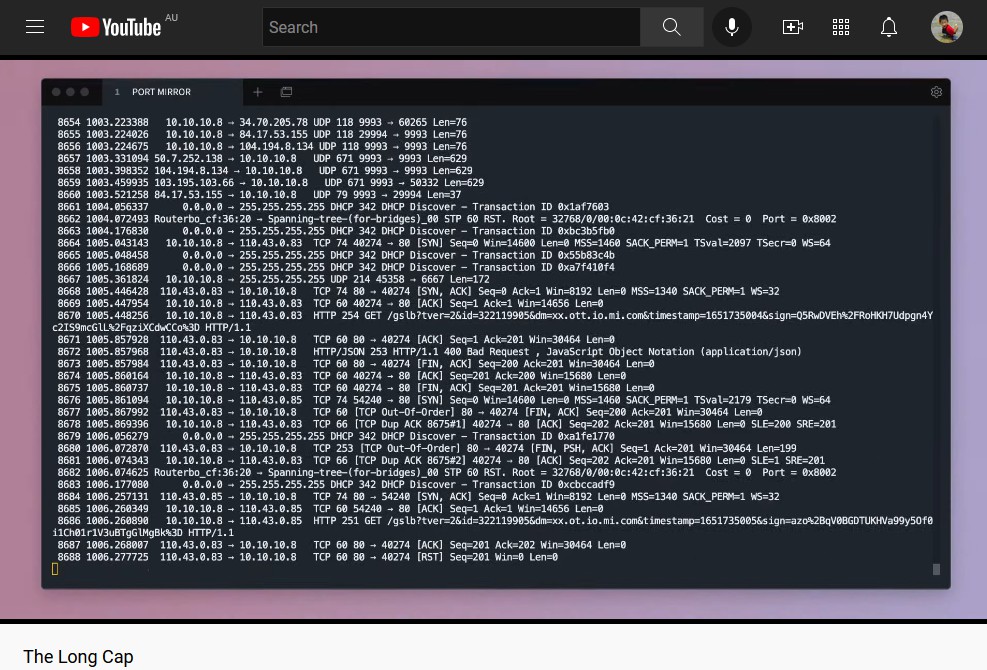 YouTube AU
Search
1 PORT MIRROR
8654 1003.223388 10.10.10.8 → 34.70.205.78 UDP 118 9993 → 60265 Len=76
8655 1003.224026 10.10.10.8 → 84.17.53.155 UDP 118 29994 → 9993 Len=76
8656 1003.224675 10.10.10.8 → 104.194.8.134 UDP 118 9993 → 9993 Len=76
8657 1003.331094 50.7.252.138 → 10.10.10.8 UDP 671 9993 → 9993 Len=629
8658 1003.398352 104.194.8.134 → 10.10.10.8 UDP 671 9993 → 9993 Len=629
8659 1003.459935 103.195.103.66 → 10.10.10.8 UDP 671 9993 → 50332 Len=629
8660 1003.521258 84.17.53.155 → 10.10.10.8 UDP 79 9993 → 29994 Len=37
8661 1004.056337 0.0.0.0 → 255.255.255.255 DHCP 342 DHCP Discover - Transaction ID 0x1af7603
8662 1004.072493 Routerbo_cf:36:20 → Spanning-tree-(for-bridges)_00 STP 60 RST. Root = 32768/0/00:0c:42:cf:36:21 Cost = 0 Port = 0x8002
8663 1004.176830 0.0.0.0 → 255.255.255.255 DHCP 342 DHCP Discover - Transaction ID 0xbc3b5fb0
8664 1005.043143 10.10.10.8 → 110.43.0.83 TCP 74 40274 → 80 [SYN] Seq=0 Win=14600 Len=0 MSS=1460 SACK_PERM=1 TSval=2097 TSecr=0 WS=64
8665 1005.048458 0.0.0.0 → 255.255.255.255 DHCP 342 DHCP Discover - Transaction ID 0x55b83c4b
8666 1005.168689 0.0.0.0 → 255.255.255.255 DHCP 342 DHCP Discover - Transaction ID 0xa7f410f4
8667 1005.361824 10.10.10.8 → 255.255.255.255 UDP 214 45358 → 6667 Len=172
8668 1005.446428 110.43.0.83 → 10.10.10.8 TCP 74 80 → 40274 [SYN, ACK] Seq=0 Ack=1 Win=8192 Len=0 MSS=1340 SACK_PERM=1 WS=32
8669 1005.447954 10.10.10.8 → 110.43.0.83 TCP 60 40274 → 80 [ACK] Seq=1 Ack=1 Win=14656 Len=0
8670 1005.448256 10.10.10.8 → 110.43.0.83 HTTP 254 GET /gslb?tver=2&id=322119905&dm=xx.ot.io.mi.com&timestamp=1651735004&sign=Q5RwDVEh%2FRoHKH7Udpgn4Y
c2IS9mcGlL%2FqziXCdwCCo%3D HTTP/1.1
8671 1005.857928 110.43.0.83 → 10.10.10.8 TCP 60 80 → 40274 [ACK] Seq=1 Ack=201 Win=30464 Len=0
8672 1005.857968 110.43.0.83 → 10.10.10.8 HTTP/JSON 253 HTTP/1.1 400 Bad Request , JavaScript Object Notation (application/json)
8673 1005.857984 110.43.0.83 → 10.10.10.8 TCP 60 80 → 40274 [FIN, ACK] Seq=200 Ack=201 Win=30464 Len=0
8674 1005.860164 10.10.10.8 → 110.43.0.83 TCP 60 40274 → 80 [ACK] Seq=201 Ack=200 Win=15680 Len=0
8675 1005.860737 10.10.10.8 → 110.43.0.83 TCP 60 40274 → 80 [FIN, ACK] Seq=201 Ack=201 Win=15680 Len=0
8676 1005.861094 10.10.10.8 → 110.43.0.85 TCP 74 54240 → 80 [SYN] Seq=0 Win=14600 Len=0 MSS=1460 SACK_PERM=1 TSval=2179 TSecr=0 WS=64
8677 1005.867992 110.43.0.83 → 10.10.10.8 TCP 60 [TCP Out-Of-Order] 80 → 40274 [FIN, ACK] Seq=200 Ack=201 Win=30464 Len=0
8678 1005.869396 10.10.10.8 → 110.43.0.83 TCP 66 [TCP Dup ACK 8675#1] 40274 → 80 [ACK] Seq=202 Ack=201 Win=15680 Len=0 SLE=200 SRE=201
8679 1006.056279 0.0.0.0 → 255.255.255.255 DHCP 342 DHCP Discover - Transaction ID 0xa1fe1770
8680 1006.072870 110.43.0.83 → 10.10.10.8 TCP 253 [TCP Out-Of-Order] 80 → 40274 [FIN, PSH, ACK] Seq=1 Ack=201 Win=30464 Len=199
8681 1006.074343 10.10.10.8 → 110.43.0.83 TCP 66 [TCP Dup ACK 8675#2] 40274 → 80 [ACK] Seq=202 Ack=201 Win=15680 Len=0 SLE=1 SRE=201
8682 1006.074625 Routerbo_cf:36:20 → Spanning-tree-(for-bridges)_00 STP 60 RST. Root = 32768/0/00:0c:42:cf:36:21 Cost = 0 Port = 0x8002
8683 1006.177080 0.0.0.0 → 255.255.255.255 DHCP 342 DHCP Discover - Transaction ID 0xcbccadf9
8684 1006.257131 110.43.0.85 → 10.10.10.8 TCP 74 80 → 54240 [SYN, ACK] Seq=0 Ack=1 Win=8192 Len=0 MSS=1340 SACK_PERM=1 WS=32
8685 1006.260349 10.10.10.8 → 110.43.0.85 TCP 60 54240 → 80 [ACK] Seq=1 Ack=1 Win=14656 Len=0
8686 1006.260890 10.10.10.8 → 110.43.0.85 HTTP 251 GET /gslb?tver=2&id=322119905&dm=xx.ot.io.mi.com&timestamp=1651735005&sign=azo%2BqV0BGDTUKHVa99y5Of0
i1Ch01r1V3uBTgGlMgBk%3D HTTP/1.1
8687 1006.268007 110.43.0.83 → 10.10.10.8 TCP 60 80 → 40274 [ACK] Seq=201 Ack=202 Win=30464 Len=0
8688 1006.277725 110.43.0.83 → 10.10.10.8 TCP 60 80 → 40274 [RST] Seq=201 Win=0 Len=0
The Long Cap